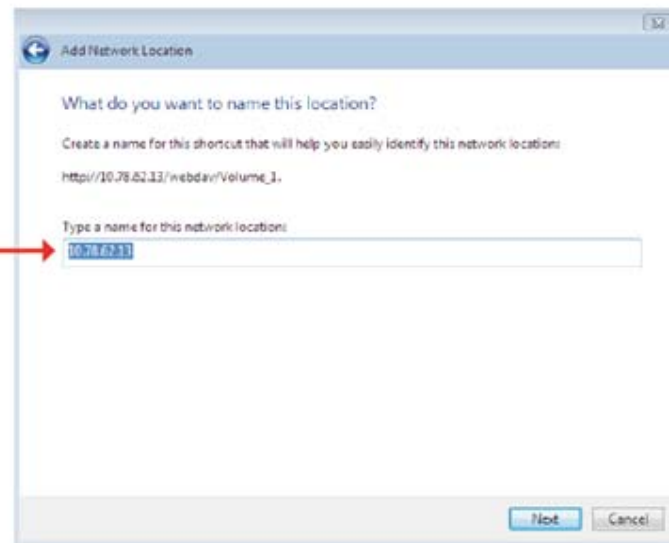 Add Network Location
What do you want to name this location?
Create a name for this shortcut that will help you easily identify this network location:
http://10.78.62.13/webdav/Volume_1.
Type a name for this network location:
10.78.62.13
Next
Cancel